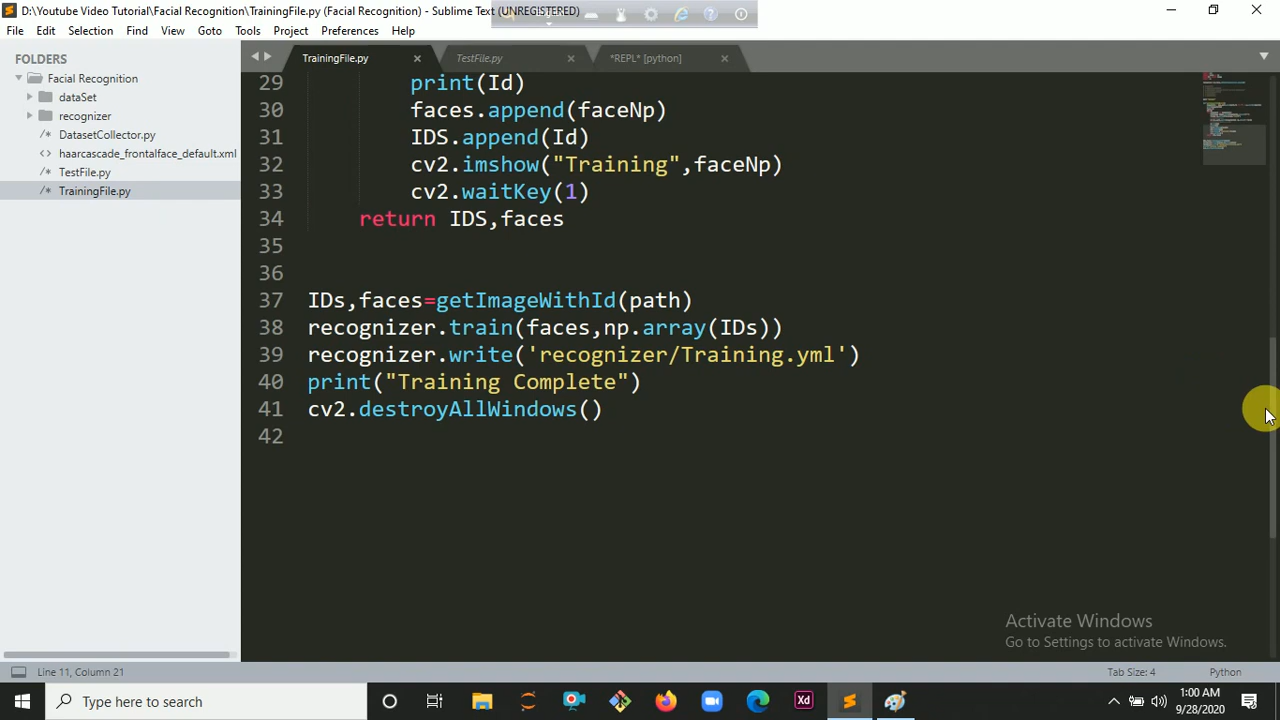 D:\Youtube Video Tutorial\Facial Recognition\TrainingFile.py (Facial Recognition) - Sublime Text (UNREGISTERED)
File Edit Selection Find View Goto Tools Project Preferences Help
FOLDERS
Facial Recognition
dataSet
recognizer
DatasetCollector.py
haarcascade_frontalface_default.xml
TestFile.py
TrainingFile.py
TrainingFile.py TestFile.py *REPL* [python]
29 print(Id)
30 faces.append(faceNp)
31 IDS.append(Id)
32 cv2.imshow("Training",faceNp)
33 cv2.waitKey(1)
34 return IDS,faces
35
36
37 IDs,faces=getImageWithId(path)
38 recognizer.train(faces,np.array(IDs))
39 recognizer.write('recognizer/Training.yml')
40 print("Training Complete")
41 cv2.destroyAllWindows()
42
Activate Windows
Go to Settings to activate Windows.
Line 11, Column 21 Tab Size: 4 Python
Type here to search
Xd
1:00 AM
9/28/2020